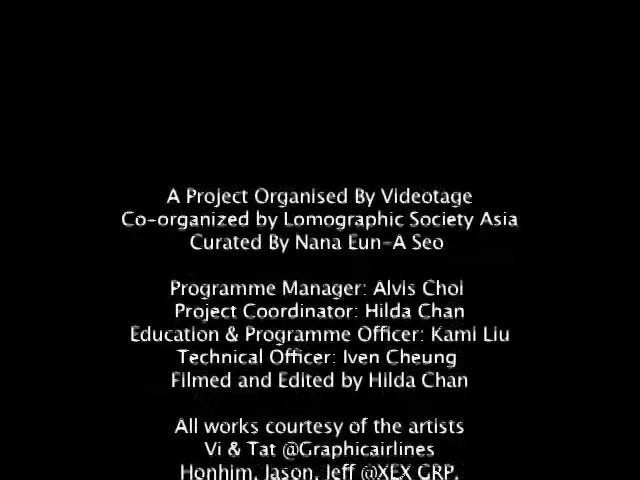 A Project Organised By Videotage
Co-organized by Lomographic Society Asia
Curated By Nana Eun-A Seo
Programme Manager: Alvis Choi
Project Coordinator: Hilda Chan
Education & Programme Officer: Kami Liu
Technical Officer: Iven Cheung
Filmed and Edited by Hilda Chan
All works courtesy of the artists
Vi & Tat @Graphicairlines
Honhim, Jason, Jeff @XEX GRP.